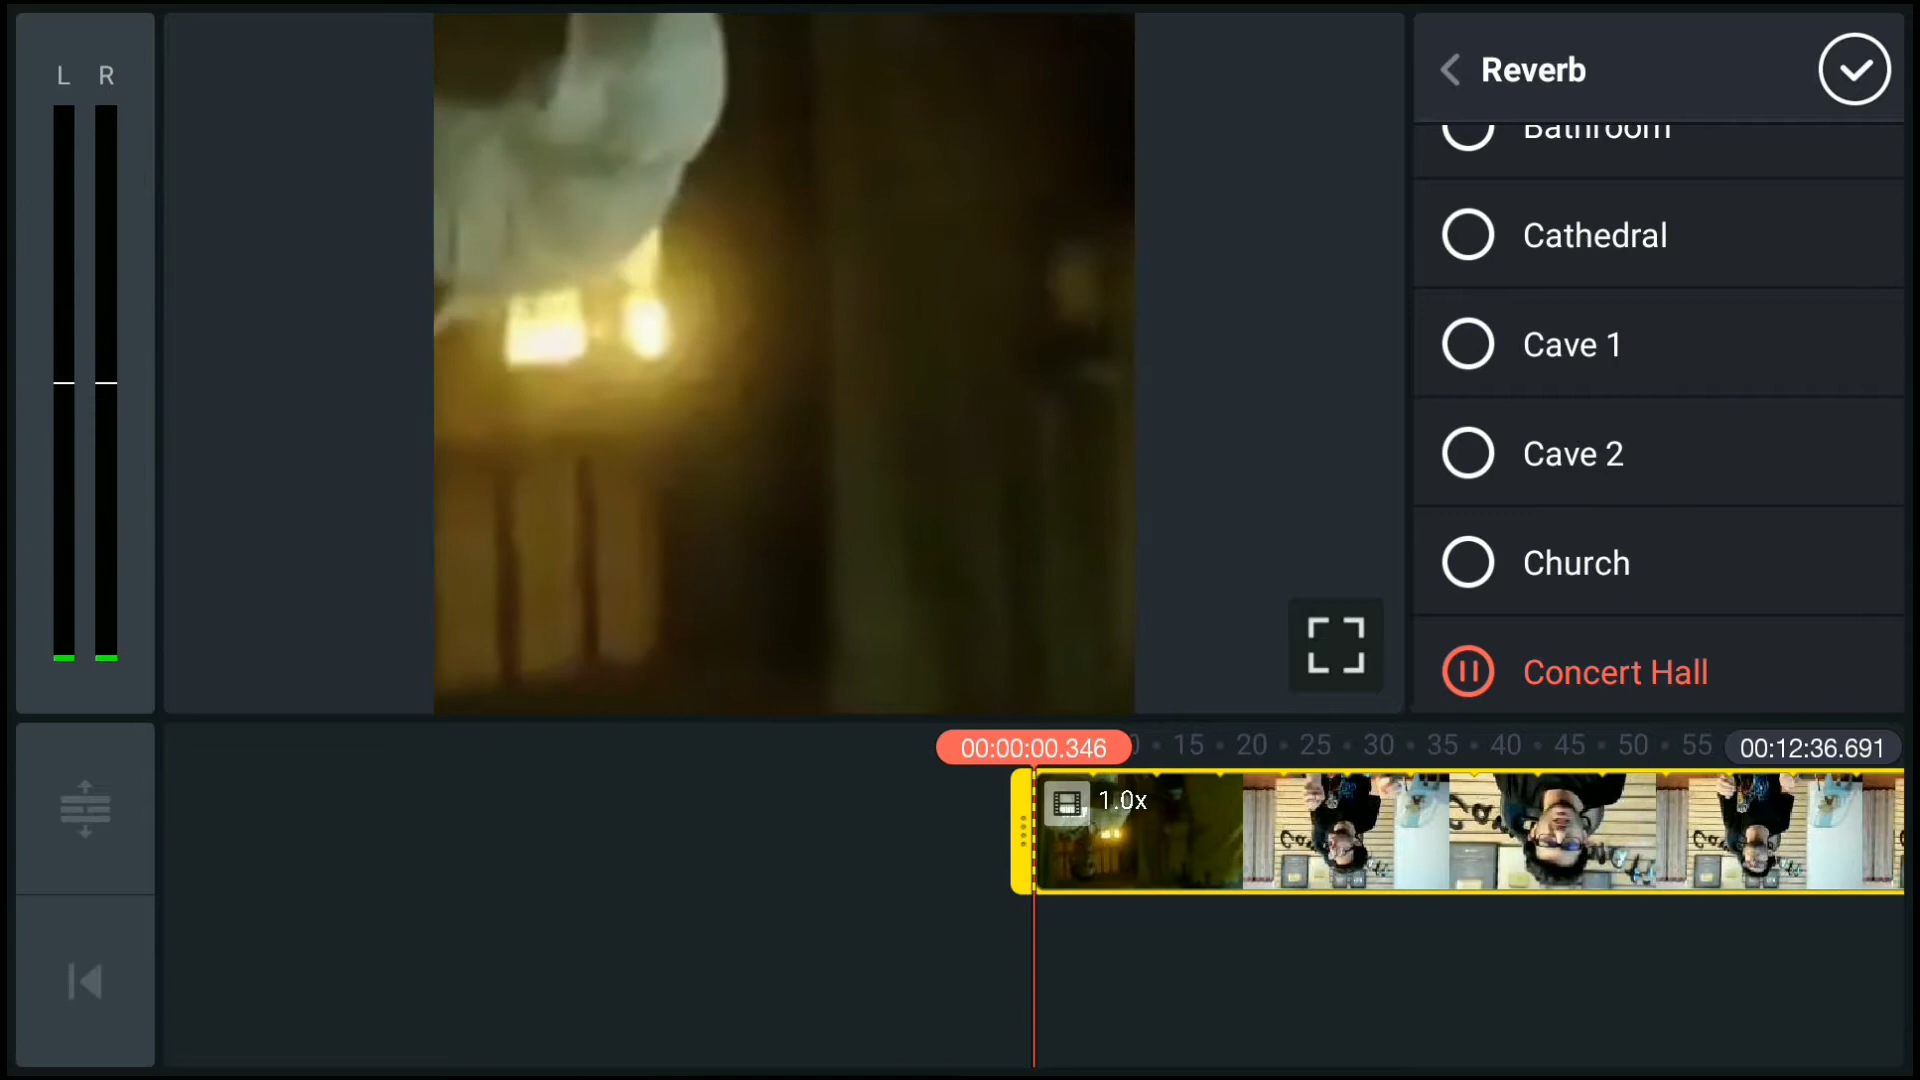 L R
Reverb
Bathroom
Cathedral
Cave 1
Cave 2
Church
Concert Hall
00:00:00.346
15 20 25 30 35 40 45 50 55
00:12:36.691
1.0x